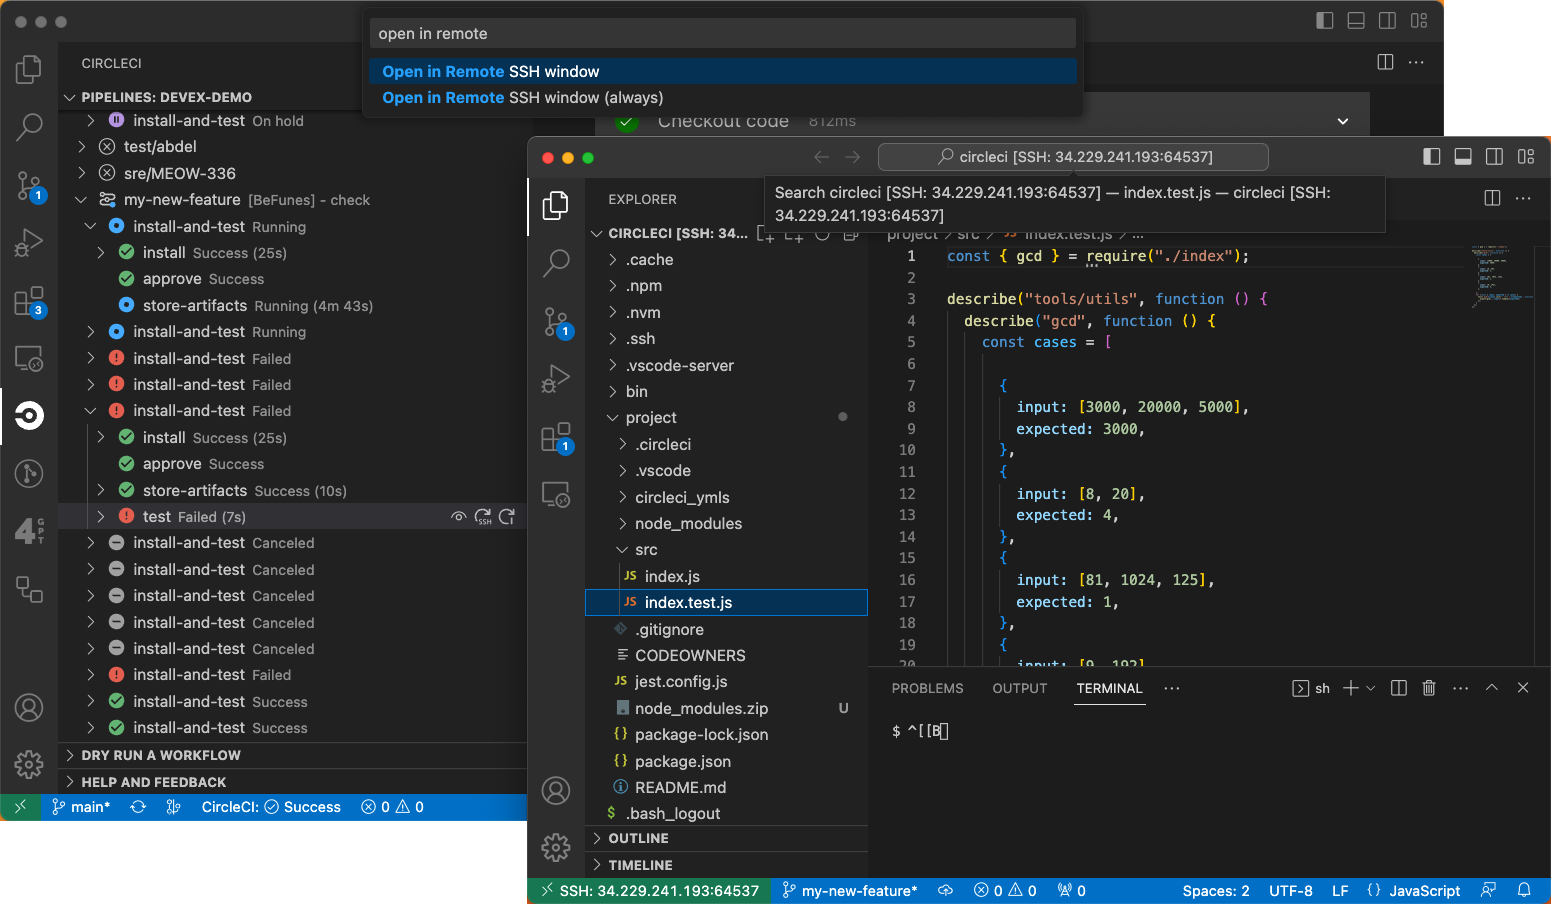 open in remote
Open in Remote SSH window
Open in Remote SSH window (always)
CIRCLECI
PIPELINES: DEVEX-DEMO
install-and-test On hold
test/abdel
sre/MEOW-336
my-new-feature [BeFunes] - check
install-and-test Running
install Success (25s)
approve Success
store-artifacts Running (4m 43s)
install-and-test Running
install-and-test Failed
install-and-test Failed
install-and-test Failed
install Success (25s)
approve Success
store-artifacts Success (10s)
test Failed (7s)
SSH
install-and-test Canceled
install-and-test Canceled
install-and-test Canceled
install-and-test Canceled
install-and-test Canceled
install-and-test Failed
install-and-test Success
install-and-test Success
DRY RUN A WORKFLOW
HELP AND FEEDBACK
1
3
4 GPT
main*
CircleCI: Success
0 0
Checkout code 812ms
circleci [SSH: 34.229.241.193:64537]
Search circleci [SSH: 34.229.241.193:64537] — index.test.js — circleci [SSH:
34.229.241.193:64537]
EXPLORER
CIRCLECI [SSH: 34...
.cache
.npm
.nvm
.ssh
.vscode-server
bin
project
.circleci
.vscode
circleci_ymls
node_modules
src
JS index.js
JS index.test.js
.gitignore
CODEOWNERS
JS jest.config.js
node_modules.zip U
{} package-lock.json
{} package.json
README.md
$ .bash_logout
OUTLINE
TIMELINE
1
1
project > src > JS index.test.js > ...
1 const { gcd } = require("./index");
2
3 describe("tools/utils", function () {
4 describe("gcd", function () {
5 const cases = [
6
7 {
8 input: [3000, 20000, 5000],
9 expected: 3000,
10 },
11 {
12 input: [8, 20],
13 expected: 4,
14 },
15 {
16 input: [81, 1024, 125],
17 expected: 1,
18 },
19 {
20 input: [9, 192]
PROBLEMS OUTPUT TERMINAL ...
sh
$ ^[[B
SSH: 34.229.241.193:64537
my-new-feature*
0 0 0
Spaces: 2 UTF-8 LF {} JavaScript